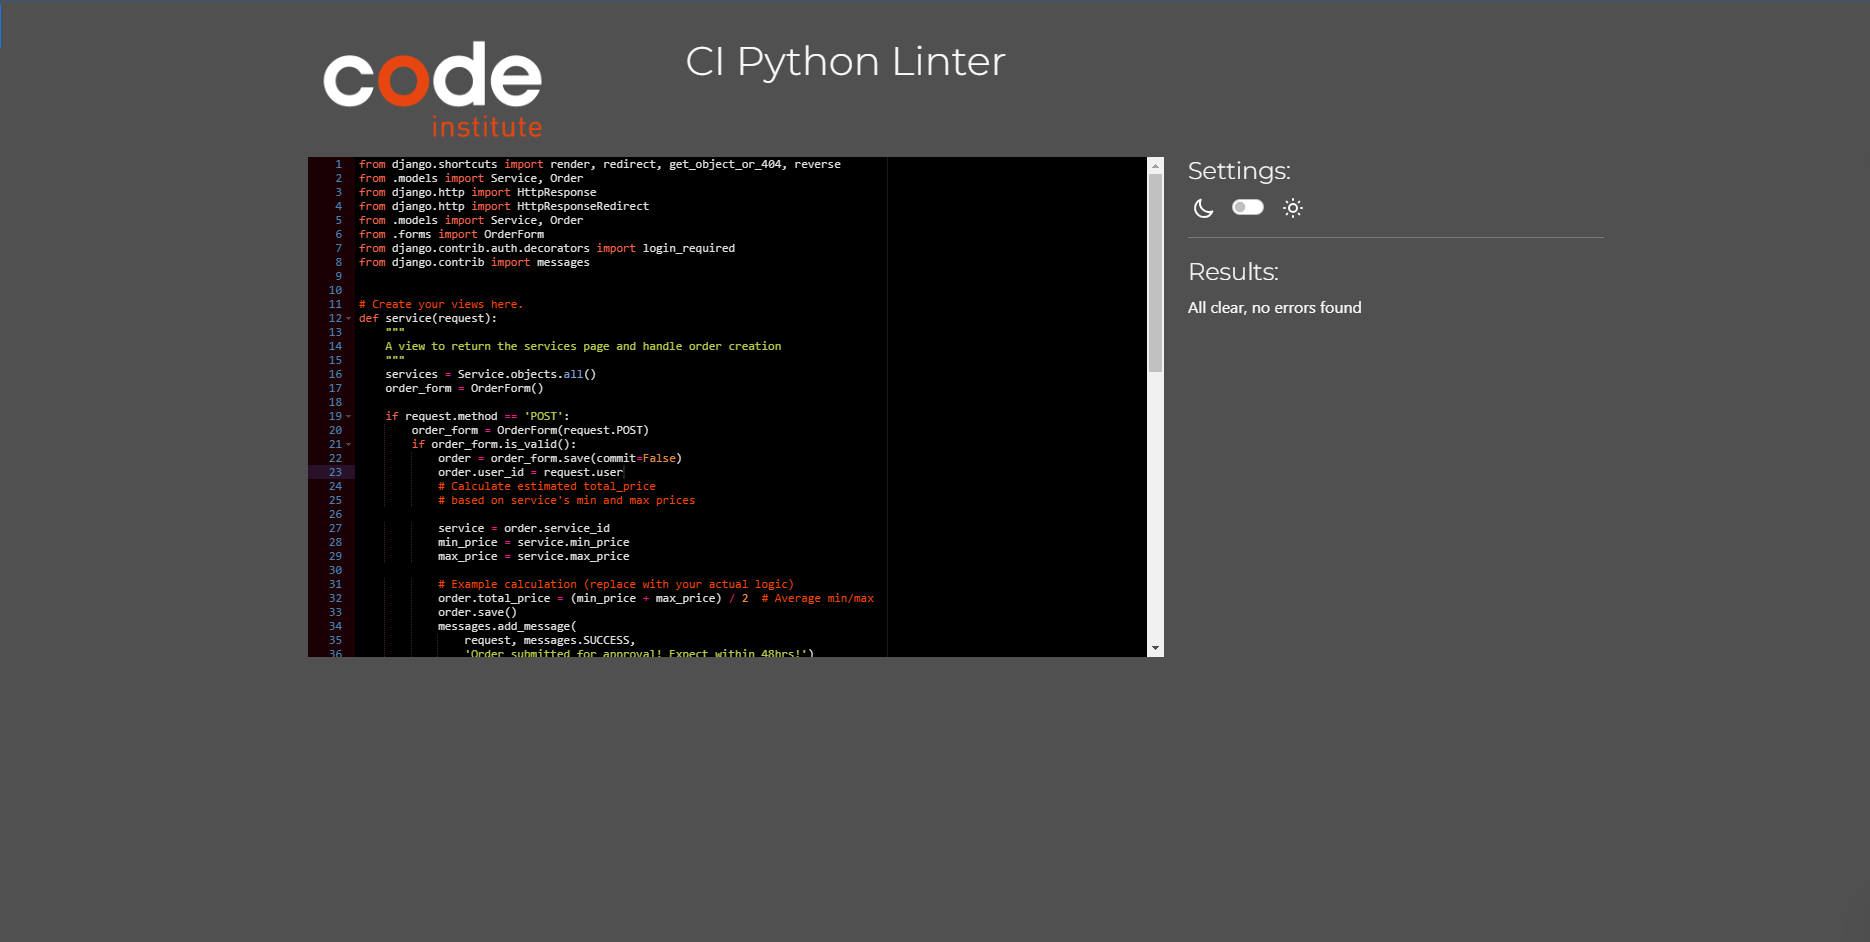 code
institute
CI Python Linter
1 from django.shortcuts import render, redirect, get_object_or_404, reverse
2 from .models import Service, Order
3 from django.http import HttpResponse
4 from django.http import HttpResponseRedirect
5 from .models import Service, Order
6 from .forms import OrderForm
7 from django.contrib.auth.decorators import login_required
8 from django.contrib import messages
9
10
11 # Create your views here.
12 def service(request):
13     """
14     A view to return the services page and handle order creation
15     """
16     services = Service.objects.all()
17     order_form = OrderForm()
18
19     if request.method == 'POST':
20         order_form = OrderForm(request.POST)
21         if order_form.is_valid():
22             order = order_form.save(commit=False)
23             order.user_id = request.user
24             # Calculate estimated total_price
25             # based on service's min and max prices
26
27             service = order.service_id
28             min_price = service.min_price
29             max_price = service.max_price
30
31             # Example calculation (replace with your actual logic)
32             order.total_price = (min_price + max_price) / 2  # Average min/max
33             order.save()
34             messages.add_message(
35                 request, messages.SUCCESS,
36                 'Order submitted for approval! Expect within 48hrs!')
Settings:
Results:
All clear, no errors found